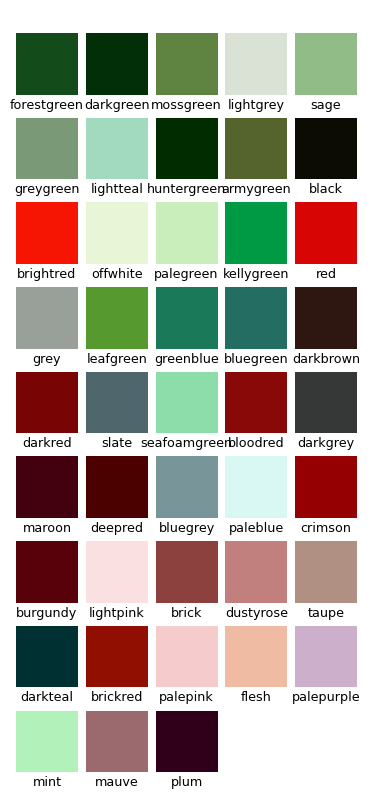 forestgreen darkgreen mossgreen lightgrey sage
greygreen lightteal huntergreen armygreen black
brightred offwhite palegreen kellygreen red
grey leafgreen greenblue bluegreen darkbrown
darkred slate seafoamgreen bloodred darkgrey
maroon deepred bluegrey paleblue crimson
burgundy lightpink brick dustyrose taupe
darkteal brickred palepink flesh palepurple
mint mauve plum